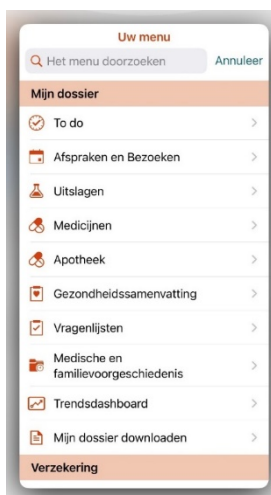 Uw menu
Het menu doorzoeken
Annuleer
Mijn dossier
To do
Afspraken en Bezoeken
Uitslagen
Medicijnen
Apotheek
Gezondheidssamenvatting
Vragenlijsten
Medische en
familievoorgeschiedenis
Trendsdashboard
Mijn dossier downloaden
Verzekering